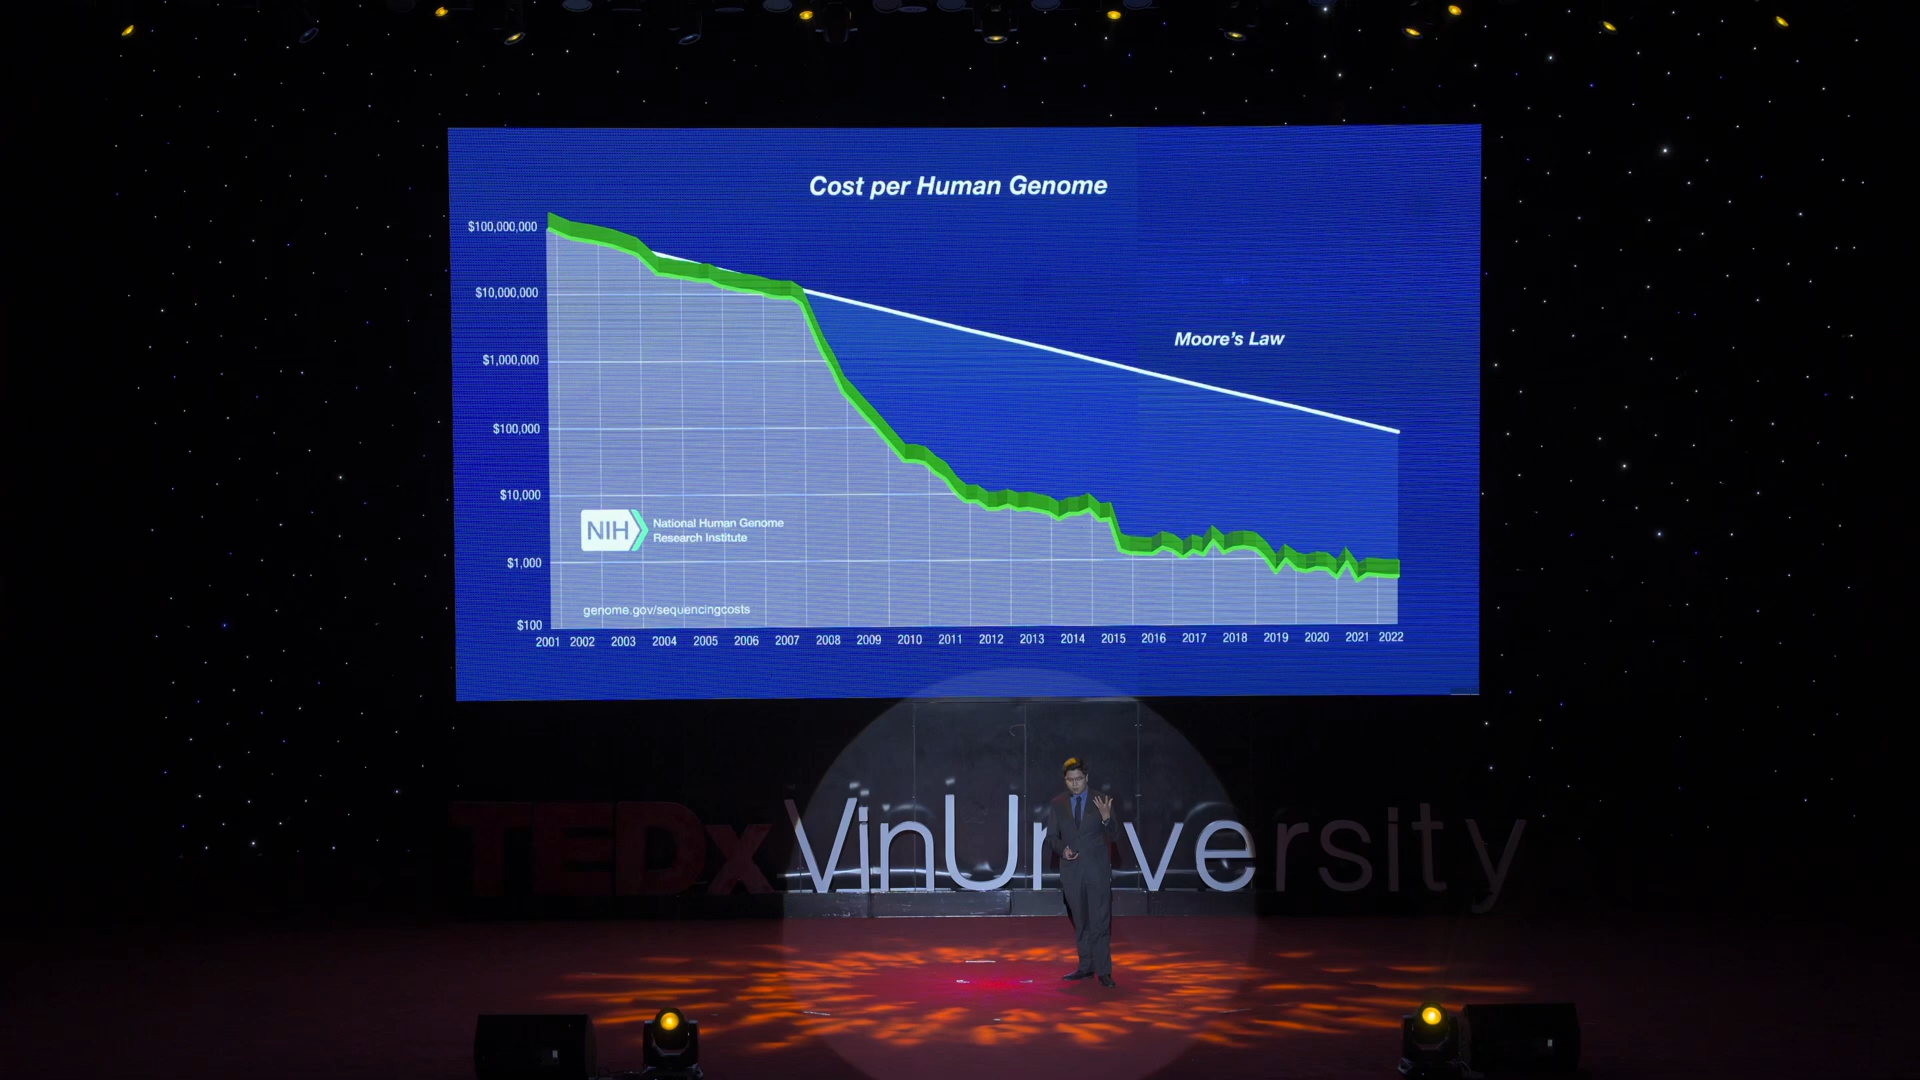 Cost per Human Genome
$100,000,000
$10,000,000
$1,000,000
$100,000
$10,000
$1,000
$100
Moore's Law
NIH
National Human Genome
Research Institute
genome.gov/sequencingcosts
2001 2002 2003 2004 2005 2006 2007 2008 2009 2010 2011 2012 2013 2014 2015 2016 2017 2018 2019 2020 2021 2022
TEDxVinUniversity